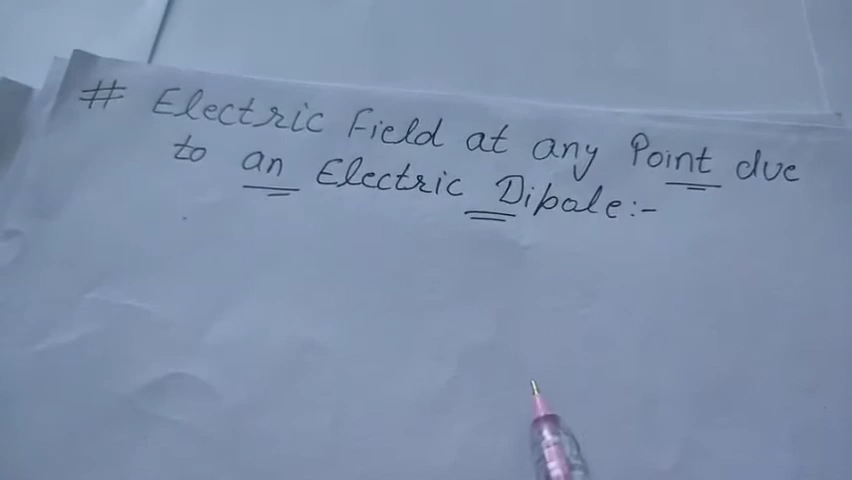 # Electric Field at any Point due
to an Electric Dipole:-